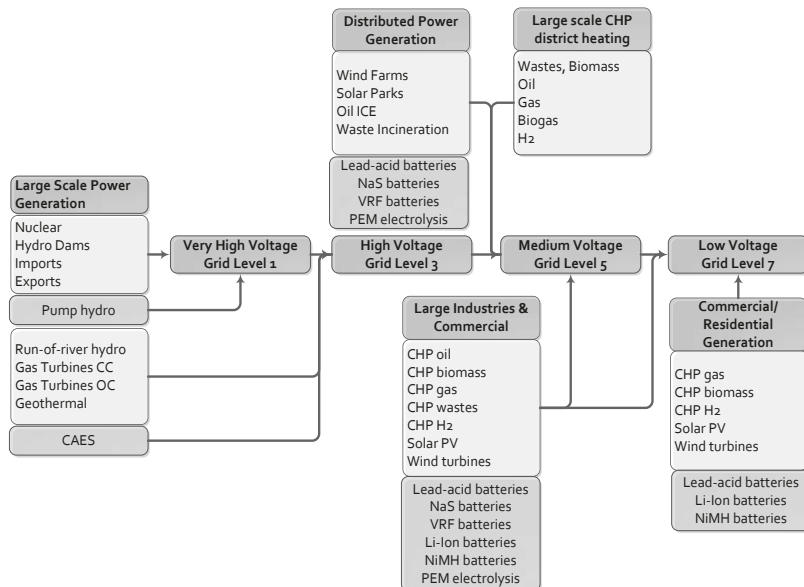 Distributed Power
Generation
Wind Farms
Solar Parks
Oil ICE
Waste Incineration
Lead-acid batteries
NaS batteries
VRF batteries
PEM electrolysis
Large scale CHP
district heating
Wastes, Biomass
Oil
Gas
Biogas
H2
Large Scale Power
Generation
Nuclear
Hydro Dams
Imports
Exports
Pump hydro
Run-of-river hydro
Gas Turbines CC
Gas Turbines OC
Geothermal
CAES
Very High Voltage
Grid Level 1
High Voltage
Grid Level 3
Medium Voltage
Grid Level 5
Low Voltage
Grid Level 7
Large Industries &
Commercial
CHP oil
CHP biomass
CHP gas
CHP wastes
CHP H2
Solar PV
Wind turbines
Lead-acid batteries
NaS batteries
VRF batteries
Li-Ion batteries
NiMH batteries
PEM electrolysis
Commercial/
Residential
Generation
CHP gas
CHP biomass
CHP H2
Solar PV
Wind turbines
Lead-acid batteries
Li-Ion batteries
NiMH batteries